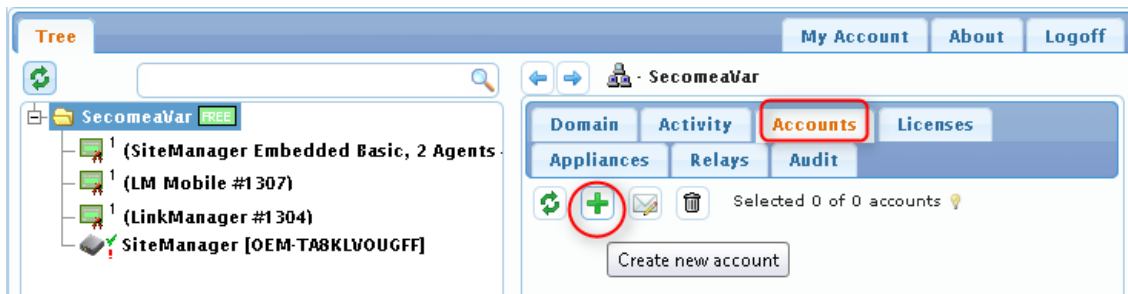 Tree
My Account About Logoff
SecomeaVar FREE
1 (SiteManager Embedded Basic, 2 Agents -
1 (LM Mobile #1307)
1 (LinkManager #1304)
SiteManager [OEM-TA8KLVOUGFF]
· SecomeaVar
Domain Activity Accounts Licenses
Appliances Relays Audit
Selected 0 of 0 accounts
Create new account